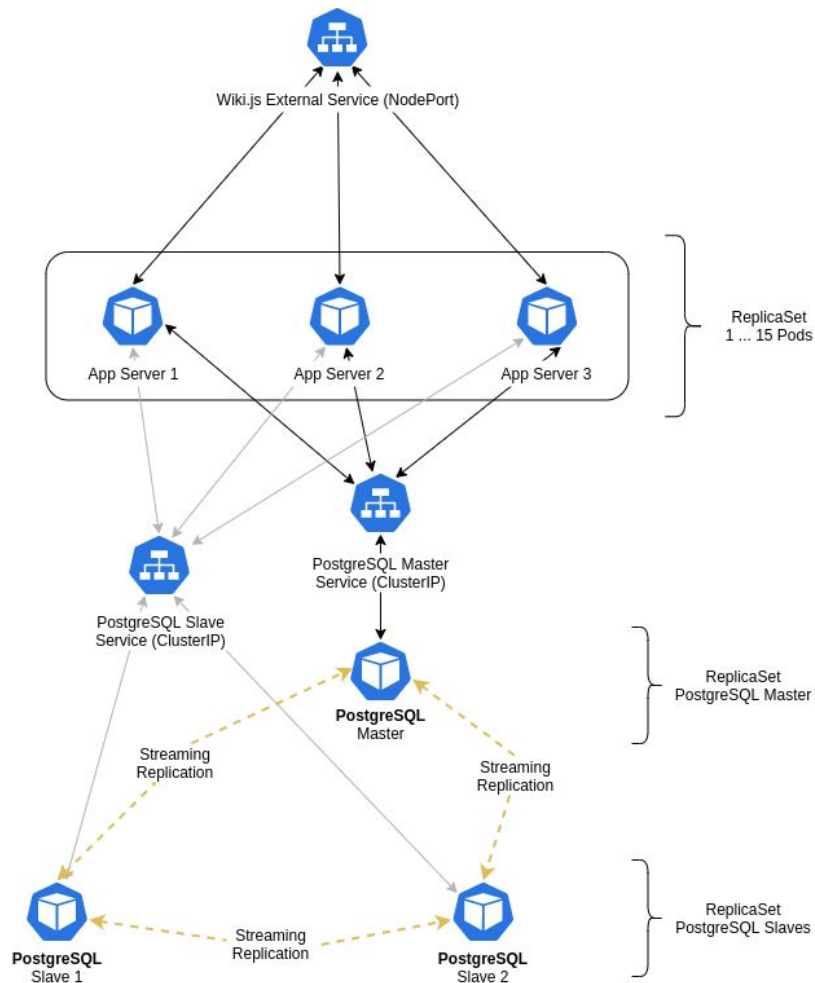 Wiki.js External Service (NodePort)
ReplicaSet
1 ... 15 Pods
App Server 1
App Server 2
App Server 3
PostgreSQL Master
Service (ClusterIP)
PostgreSQL Slave
Service (ClusterIP)
PostgreSQL
Master
ReplicaSet
PostgreSQL Master
Streaming
Replication
Streaming
Replication
PostgreSQL
Slave 1
Streaming
Replication
PostgreSQL
Slave 2
ReplicaSet
PostgreSQL Slaves